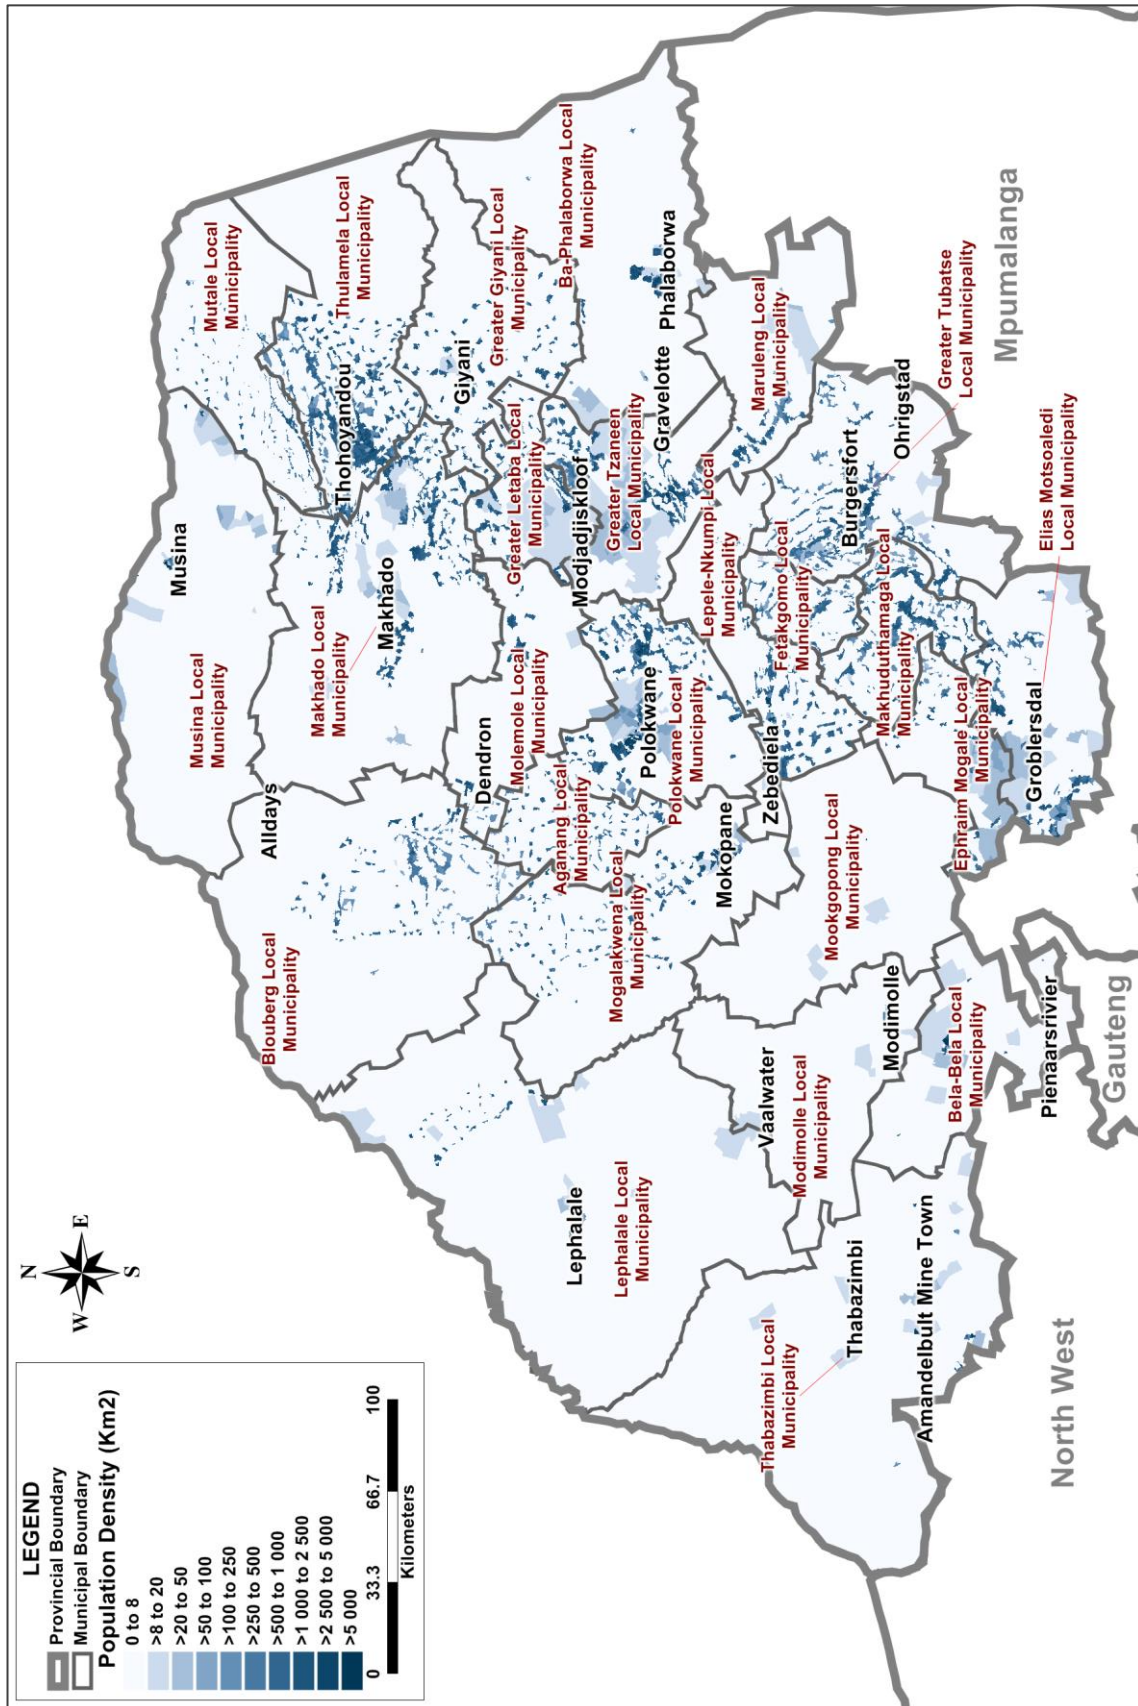 N
W
E
S
LEGEND
Provincial Boundary
Municipal Boundary
Population Density (Km2)
0 to 8
>8 to 20
>20 to 50
>50 to 100
>100 to 250
>250 to 500
>500 to 1 000
>1 000 to 2 500
>2 500 to 5 000
>5 000
0
33.3
66.7
100
Kilometers
Musina
Musina Local
Municipality
Mutale Local
Municipality
Thulamela Local
Municipality
Thohoyandou
Alldays
Blouberg Local
Municipality
Makhado Local
Municipality
Makhado
Giyani
Greater Giyani Local
Municipality
Dendron
Molemole Local
Municipality
Greater Letaba Local
Municipality
Modjadjiskloof
Ba-Phalaborwa Local
Municipality
Phalaborwa
Aganang Local
Municipality
Greater Tzaneen
Local Municipality
Gravelotte
Lephalale
Lephalale Local
Municipality
Mogalakwena Local
Municipality
Polokwane
Polokwane Local
Municipality
Lepele-Nkumpi Local
Municipality
Maruleng Local
Municipality
Mokopane
Zebediela
Fetakgomo Local
Municipality
Burgersfort
Ohrigstad
Greater Tubatse
Local Municipality
Mpumalanga
Vaalwater
Modimolle Local
Municipality
Mookgopong Local
Municipality
Makhuduthamaga Local
Municipality
Thabazimbi Local
Municipality
Thabazimbi
Modimolle
Ephraim Mogale Local
Municipality
Elias Motsoaledi
Local Municipality
Amandelbult Mine Town
Bela-Bela Local
Municipality
Groblersdal
Pienaarsrivier
North West
Gauteng